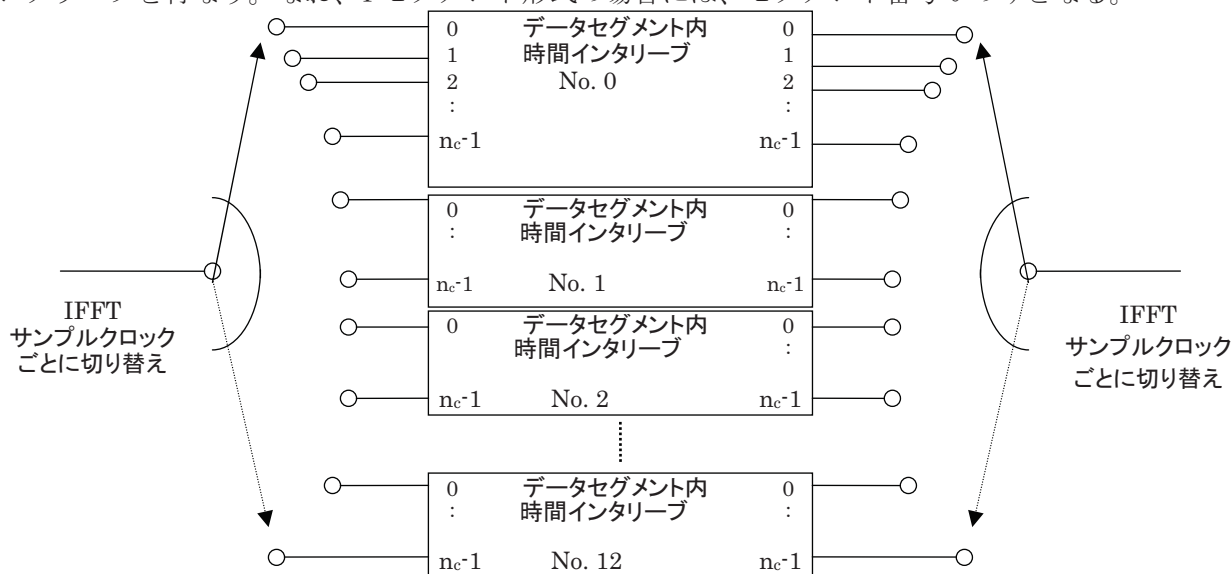 0 データセグメント内 0
1 時間インタリーブ 1
2 No. 0 2
: :
nc-1 nc-1
0 データセグメント内 0
: 時間インタリーブ :
nc-1 No. 1 nc-1
0 データセグメント内 0
時間インタリーブ :
nc-1 No. 2 nc-1
0 データセグメント内 0
: 時間インタリーブ :
nc-1 No. 12 nc-1
IFFT
サンプルクロック
ごとに切り替え
IFFT
サンプルクロック
ごとに切り替え